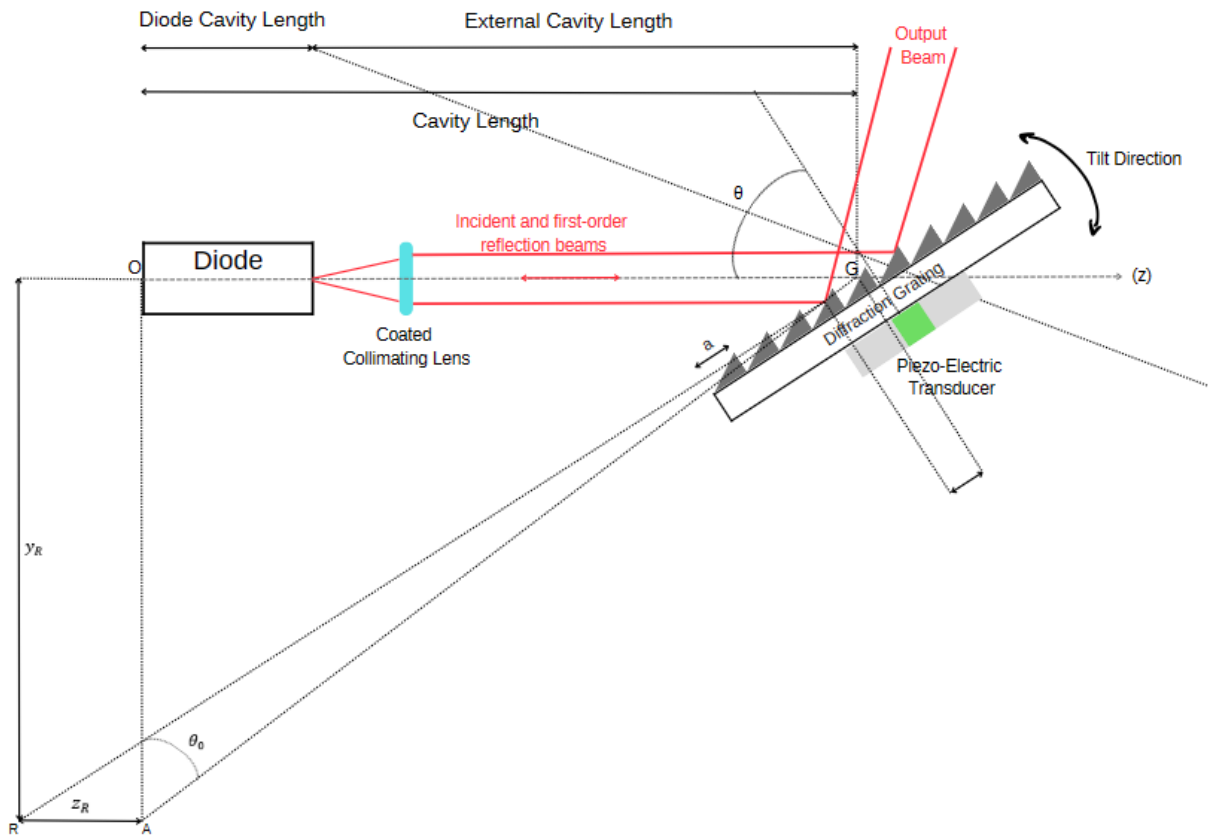 Diode Cavity Length
External Cavity Length
Output
Beam
Cavity Length
Tilt Direction
θ
Incident and first-order
reflection beams
O
Diode
G
(z)
Diffraction Grating
Coated
Collimating Lens
a
Piezo-Electric
Transducer
y_R
θ₀
z_R
R
A